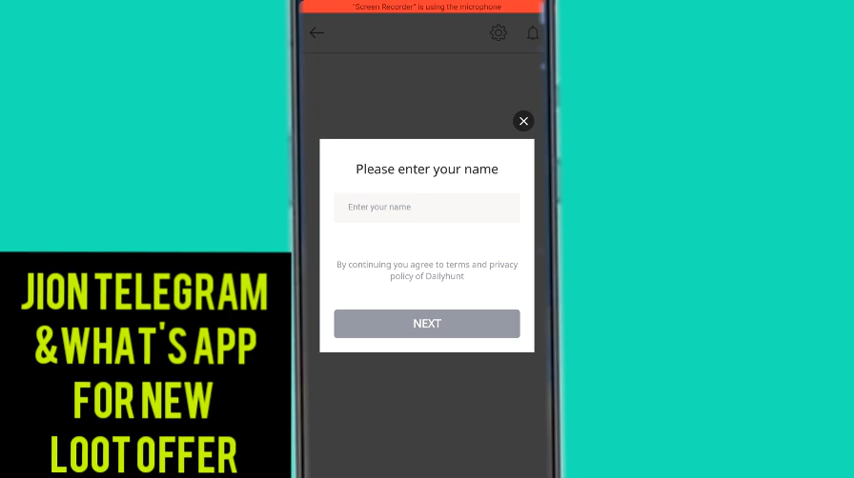 "Screen Recorder" is using the microphone
Please enter your name
Enter your name
By continuing you agree to terms and privacy
policy of Dailyhunt
NEXT
JION TELEGRAM
&WHAT'S APP
FOR NEW
LOOT OFFER